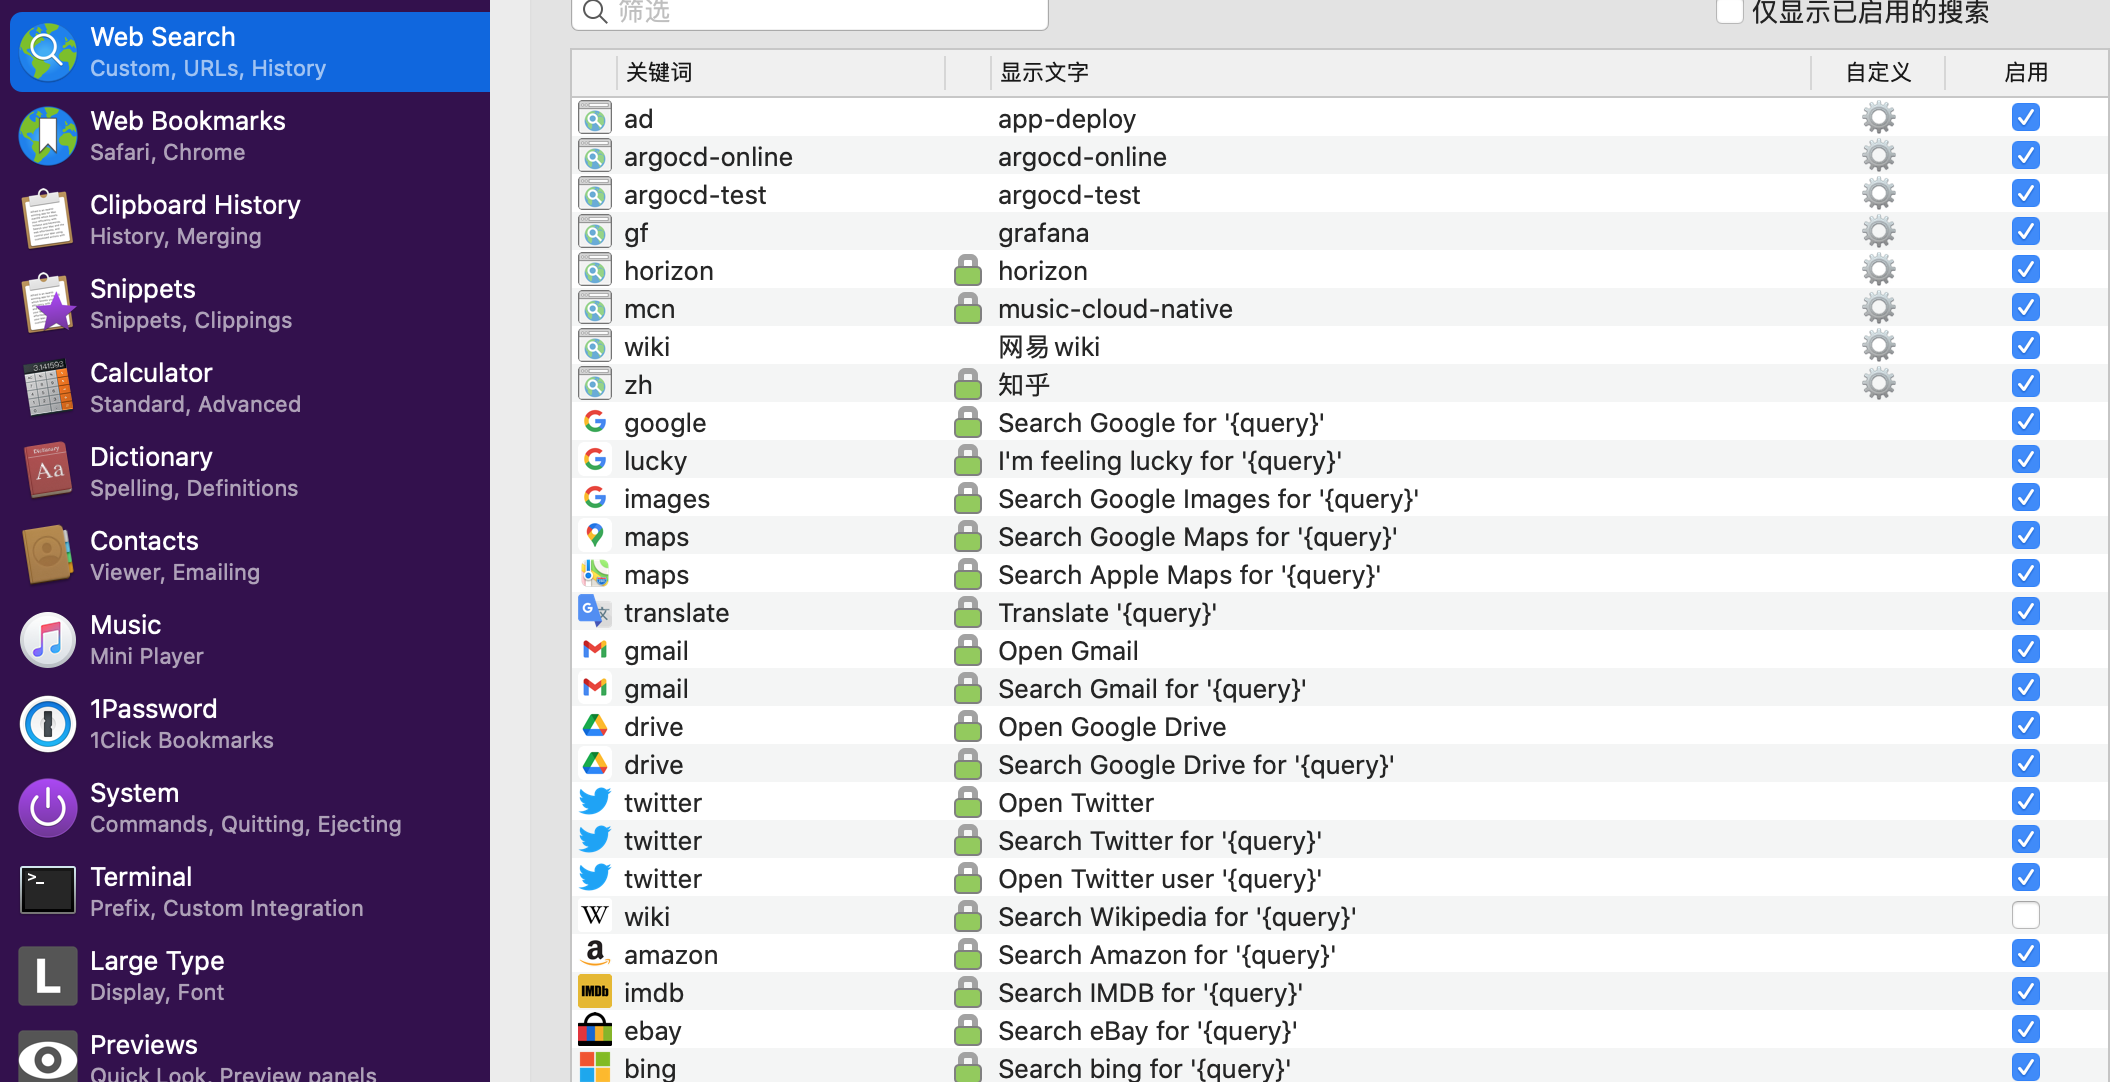 Web Search
Custom, URLs, History
Web Bookmarks
Safari, Chrome
Clipboard History
History, Merging
Snippets
Snippets, Clippings
Calculator
Standard, Advanced
Dictionary
Spelling, Definitions
Contacts
Viewer, Emailing
Music
Mini Player
1Password
1Click Bookmarks
System
Commands, Quitting, Ejecting
Terminal
Prefix, Custom Integration
Large Type
Display, Font
Previews
Quick Look, Preview panels
筛选
仅显示已启用的搜索
关键词 显示文字 自定义 启用
ad app-deploy
argocd-online argocd-online
argocd-test argocd-test
gf grafana
horizon horizon
mcn music-cloud-native
wiki 网易wiki
zh 知乎
google Search Google for '{query}'
lucky I'm feeling lucky for '{query}'
images Search Google Images for '{query}'
maps Search Google Maps for '{query}'
maps Search Apple Maps for '{query}'
translate Translate '{query}'
gmail Open Gmail
gmail Search Gmail for '{query}'
drive Open Google Drive
drive Search Google Drive for '{query}'
twitter Open Twitter
twitter Search Twitter for '{query}'
twitter Open Twitter user '{query}'
wiki Search Wikipedia for '{query}'
amazon Search Amazon for '{query}'
IMDb imdb Search IMDB for '{query}'
ebay Search eBay for '{query}'
bing Search bing for '{query}'